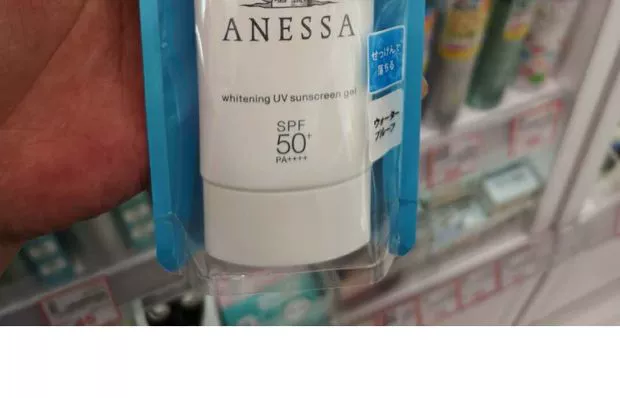 ANESSA
せっけんで
落ちる
whitening UV sunscreen gel
ウォーター
プルーフ
SPF
50+
PA++++